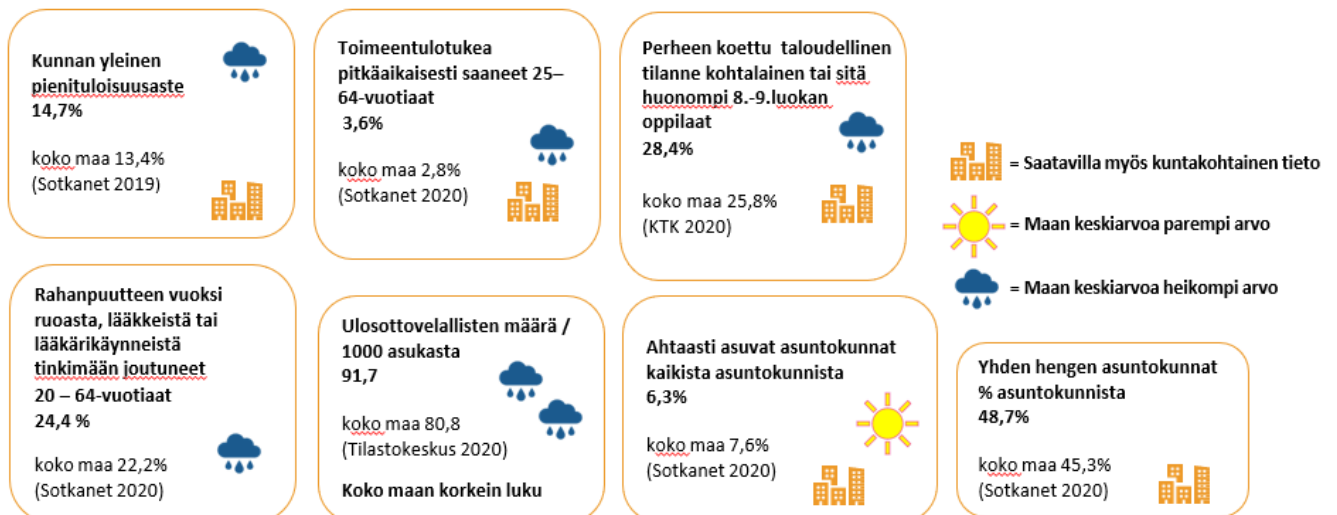 Kunnan yleinen
pienituloisuusaste
14,7%
koko maa 13,4%
(Sotkanet 2019)
Toimeentulotukea
pitkäaikaisesti saaneet 25–
64-vuotiaat
3,6%
koko maa 2,8%
(Sotkanet 2020)
Perheen koettu taloudellinen
tilanne kohtalainen tai sitä
huonompi 8.-9.luokan
oppilaat
28,4%
koko maa 25,8%
(KTK 2020)
= Saatavilla myös kuntakohtainen tieto
= Maan keskiarvoa parempi arvo
= Maan keskiarvoa heikompi arvo
Rahanpuutteen vuoksi
ruoasta, lääkkeistä tai
lääkärikäynneistä
tinkimään joutuneet
20 – 64-vuotiaat
24,4 %
koko maa 22,2%
(Sotkanet 2020)
Ulosottovelallisten määrä /
1000 asukasta
91,7
koko maa 80,8
(Tilastokeskus 2020)
Koko maan korkein luku
Ahtaasti asuvat asuntokunnat
kaikista asuntokunnista
6,3%
koko maa 7,6%
(Sotkanet 2020)
Yhden hengen asuntokunnat
% asuntokunnista
48,7%
koko maa 45,3%
(Sotkanet 2020)